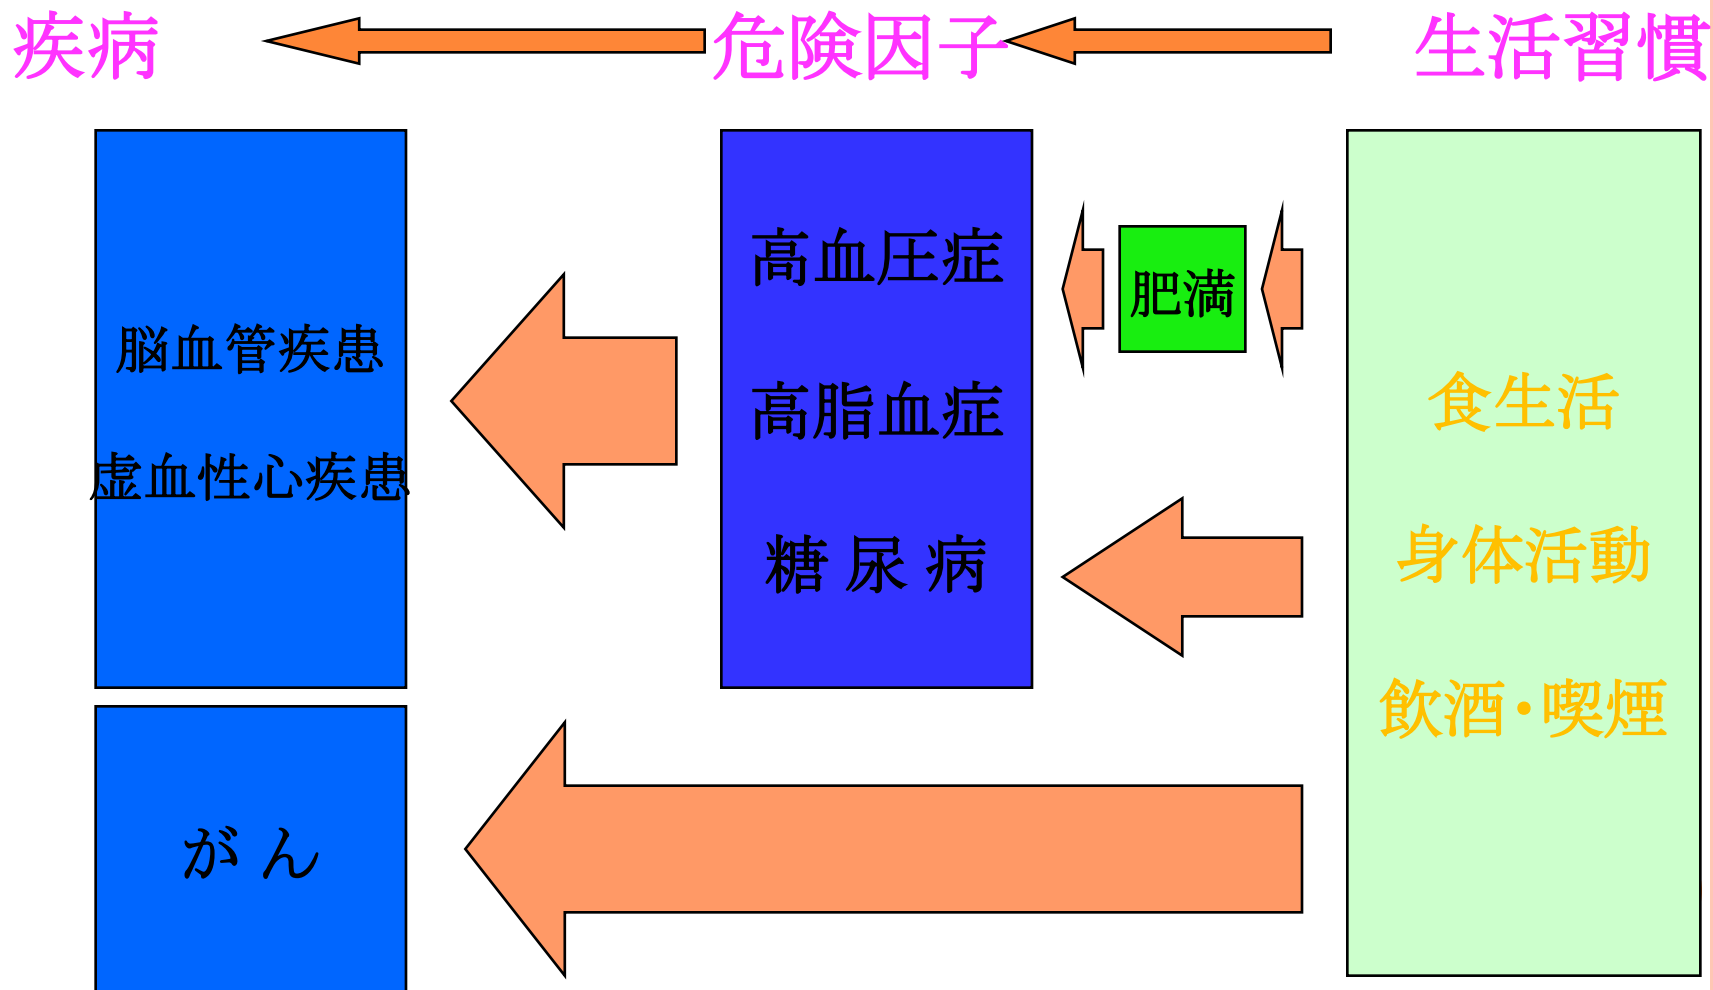 疾病 危険因子 生活習慣
脳血管疾患
虚血性心疾患
がん
高血圧症
高脂血症
糖尿病
肥満
食生活
身体活動
飲酒・喫煙